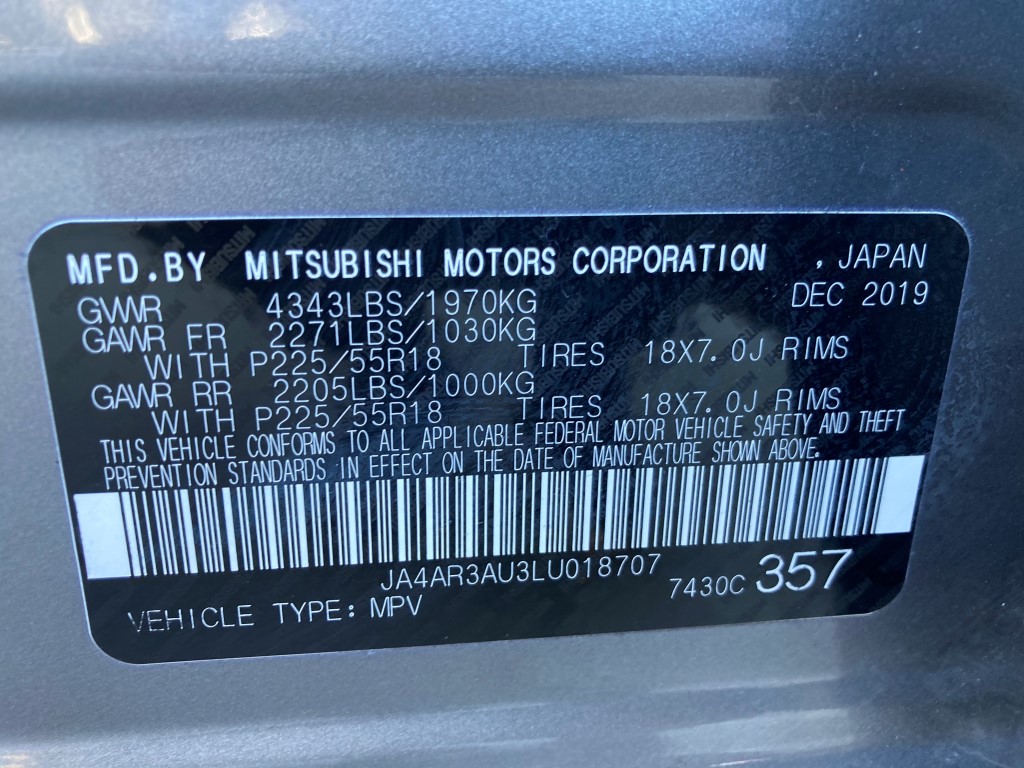 MFD.BY MITSUBISHI MOTORS CORPORATION , JAPAN
GVWR 4343LBS/1970KG DEC 2019
GAWR FR 2271LBS/1030KG
WITH P225/55R18 TIRES 18X7.0J RIMS
GAWR RR 2205LBS/1000KG
WITH P225/55R18 TIRES 18X7.0J RIMS
THIS VEHICLE CONFORMS TO ALL APPLICABLE FEDERAL MOTOR VEHICLE SAFETY AND THEFT
PREVENTION STANDARDS IN EFFECT ON THE DATE OF MANUFACTURE SHOWN ABOVE.
JA4AR3AU3LU018707
7430C 357
VEHICLE TYPE: MPV